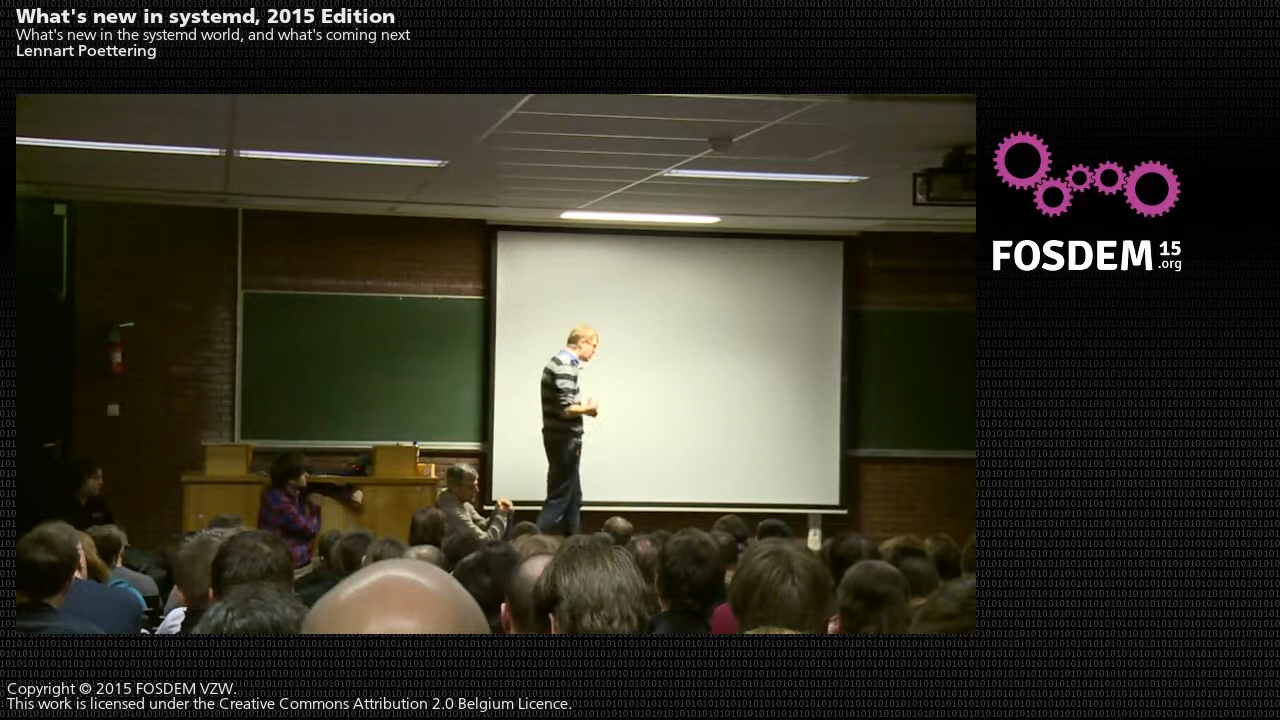 What's new in systemd, 2015 Edition
What's new in the systemd world, and what's coming next
Lennart Poettering
FOSDEM 15
.org
Copyright © 2015 FOSDEM VZW.
This work is licensed under the Creative Commons Attribution 2.0 Belgium Licence.